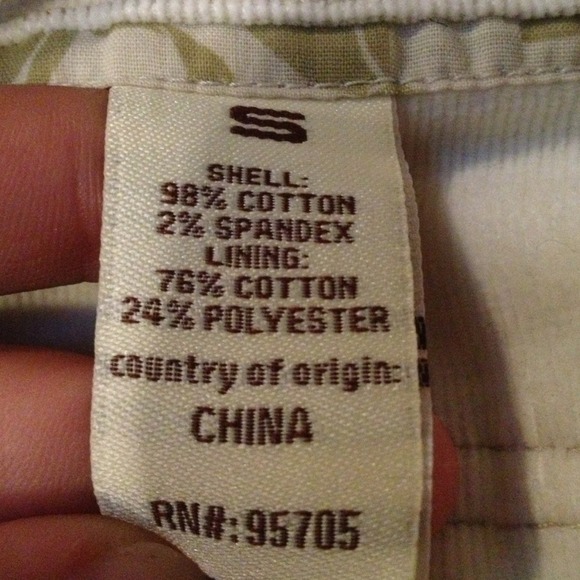 S
SHELL:
98% COTTON
2% SPANDEX
LINING:
76% COTTON
24% POLYESTER
country of origin:
CHINA
RN#: 95705